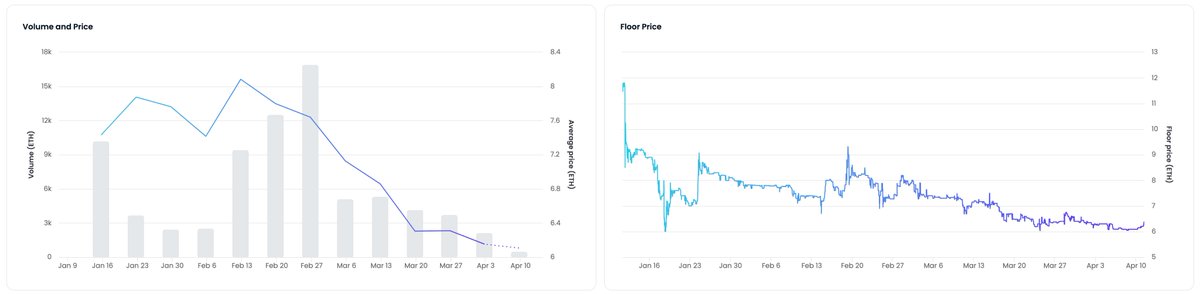 Volume and Price
18k
15k
12k
9k
6k
3k
0
Volume (ETH)
8.4
8
7.6
7.2
6.8
6.4
6
Average price (ETH)
Jan 9 Jan 16 Jan 23 Jan 30 Feb 6 Feb 13 Feb 20 Feb 27 Mar 6 Mar 13 Mar 20 Mar 27 Apr 3 Apr 10
Floor Price
13
12
11
10
9
8
7
6
5
Floor price (ETH)
Jan 16 Jan 23 Jan 30 Feb 6 Feb 13 Feb 20 Feb 27 Mar 6 Mar 13 Mar 20 Mar 27 Apr 3 Apr 10